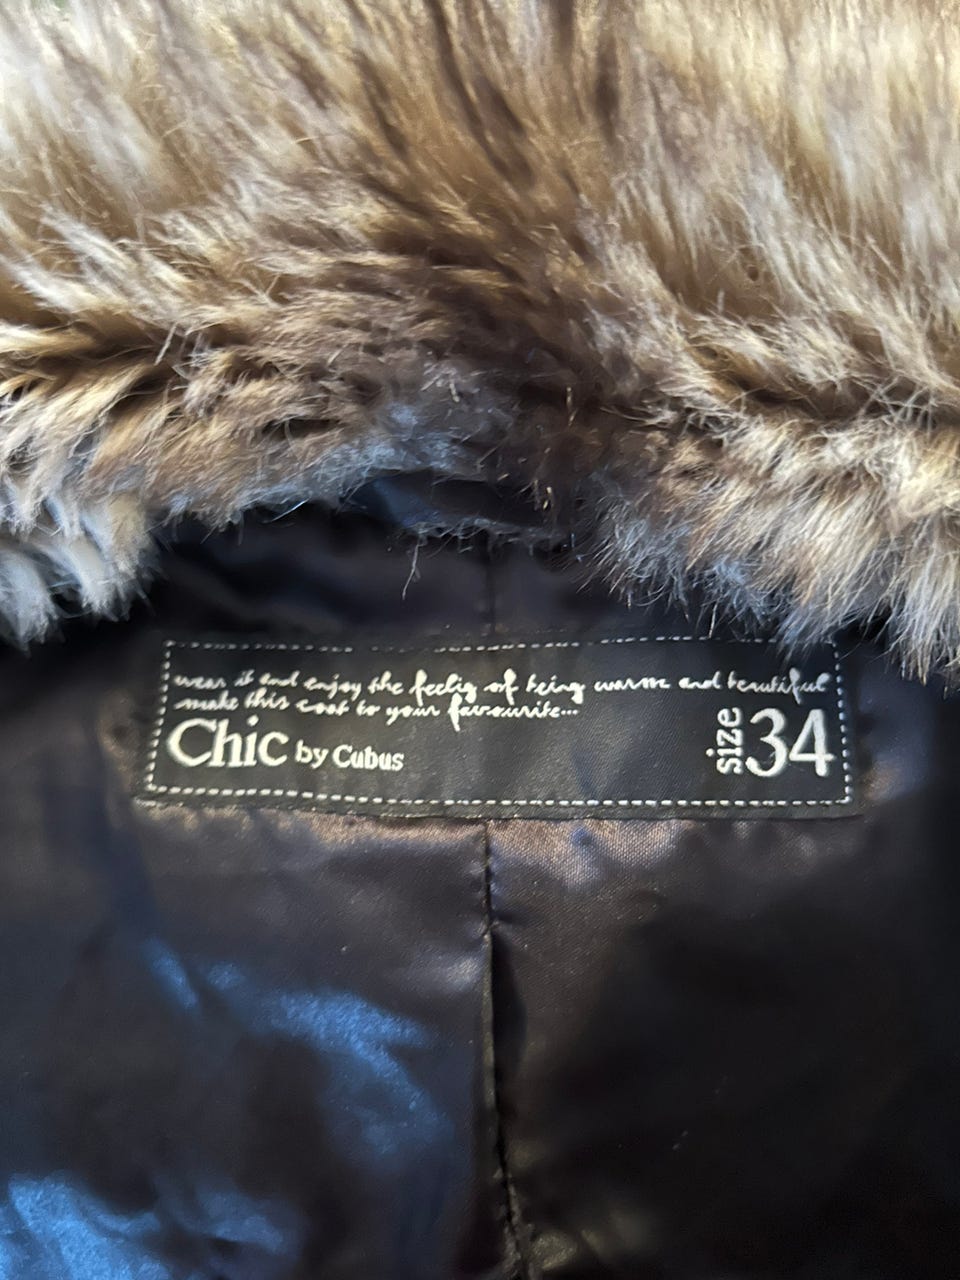 wear it and enjoy the feelig of being warm and beautiful
make this coat to your favourite...
Chic by Cubus
size 34